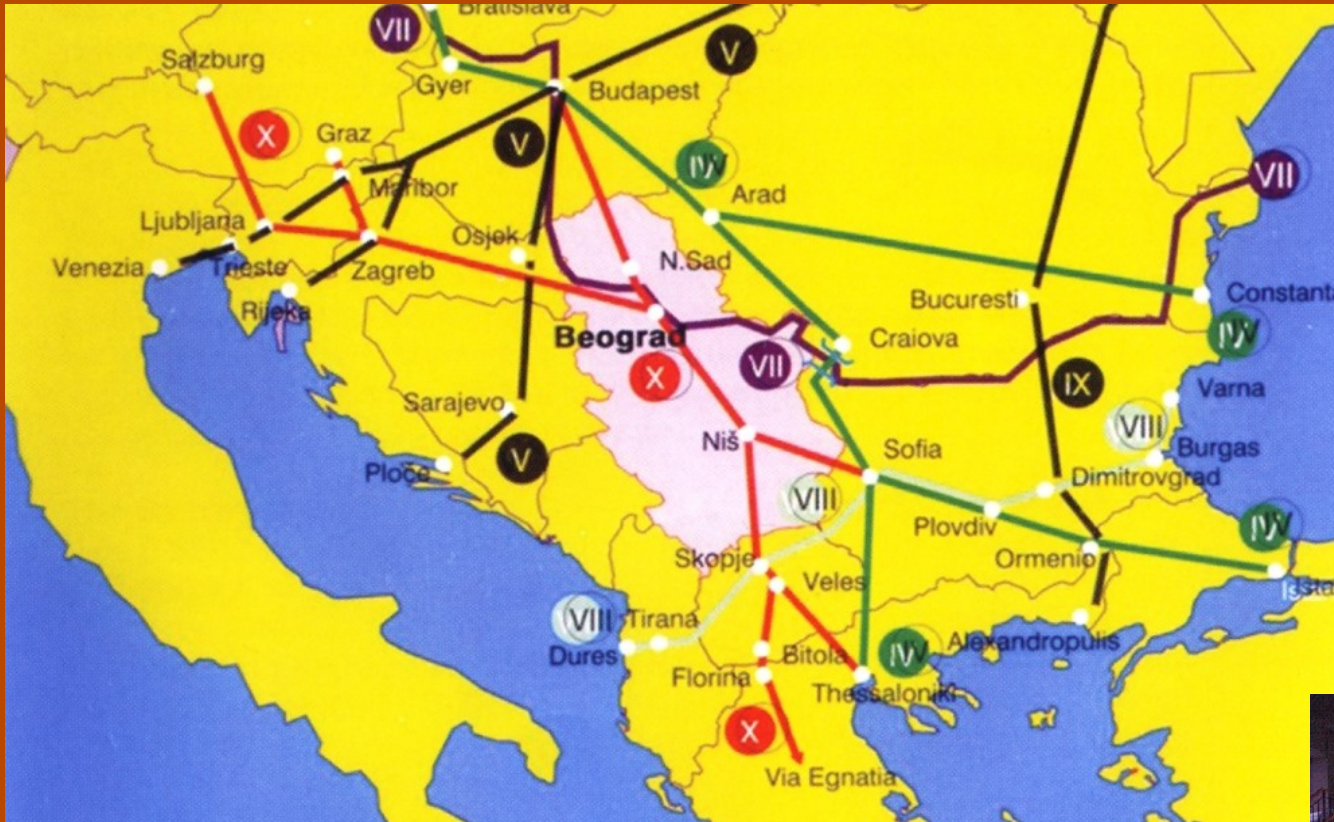 Bratislava
VII
V
Salzburg
Gyer
Budapest
X
Graz
V
IV
VII
Maribor
Arad
Ljubljana
Osjek
Venezia
Trieste
Zagreb
N.Sad
Rijeka
Bucuresti
Constanta
Beograd
Craiova
IV
X
VII
IX
Varna
Sarajevo
VIII
Niš
Sofia
Burgas
Ploče
V
Dimitrovgrad
VIII
Plovdiv
IV
Skopje
Ormenio
Veles
VIII
Tirana
Dures
Bitola
IV
Alexandropulis
Florina
Thessaloniki
X
Via Egnatia